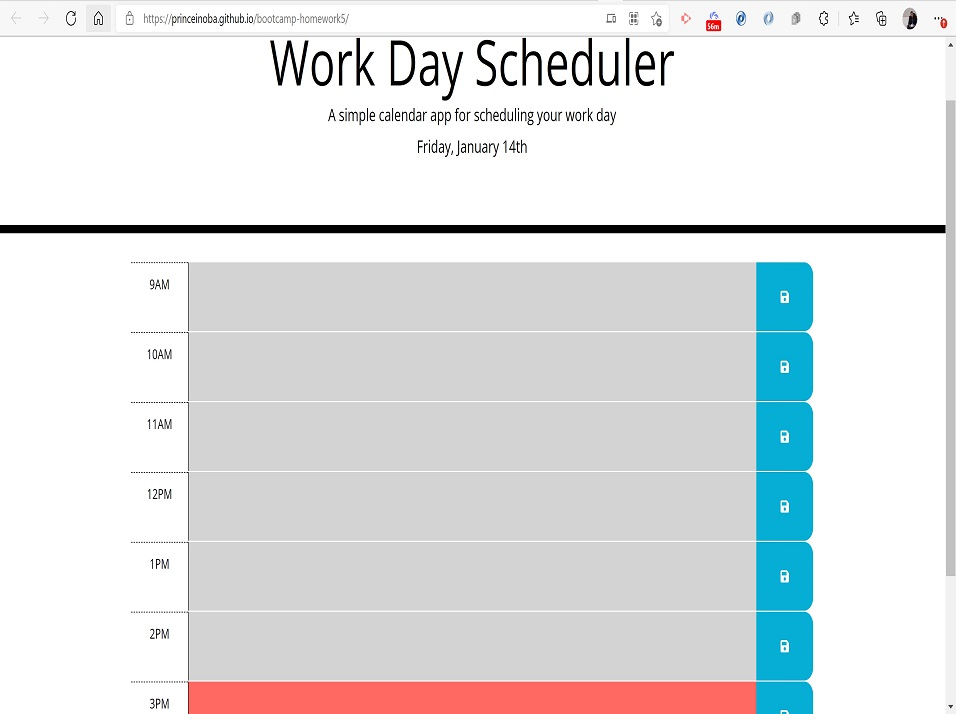 https://princeinoba.github.io/bootcamp-homework5/
56m
Work Day Scheduler
A simple calendar app for scheduling your work day
Friday, January 14th
9AM
10AM
11AM
12PM
1PM
2PM
3PM